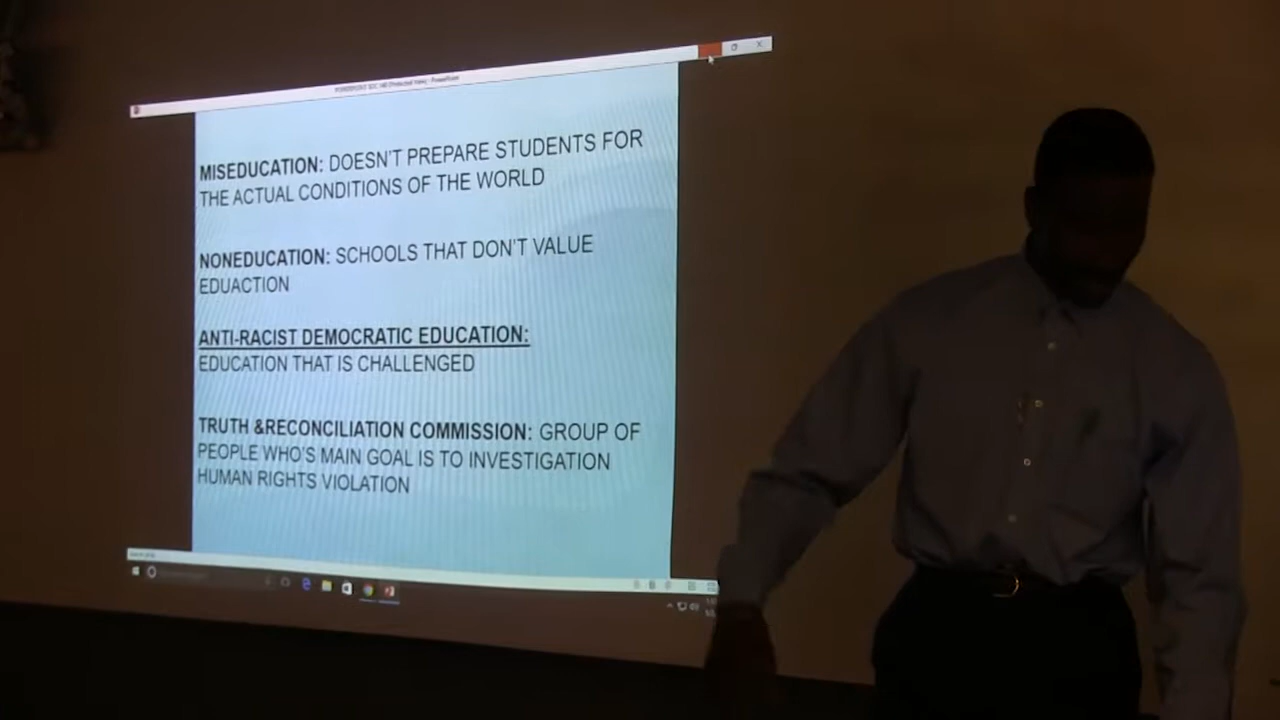 MISEDUCATION: DOESN'T PREPARE STUDENTS FOR
THE ACTUAL CONDITIONS OF THE WORLD
NONEDUCATION: SCHOOLS THAT DON'T VALUE
EDUACTION
ANTI-RACIST DEMOCRATIC EDUCATION:
EDUCATION THAT IS CHALLENGED
TRUTH &RECONCILIATION COMMISSION: GROUP OF
PEOPLE WHO'S MAIN GOAL IS TO INVESTIGATION
HUMAN RIGHTS VIOLATION